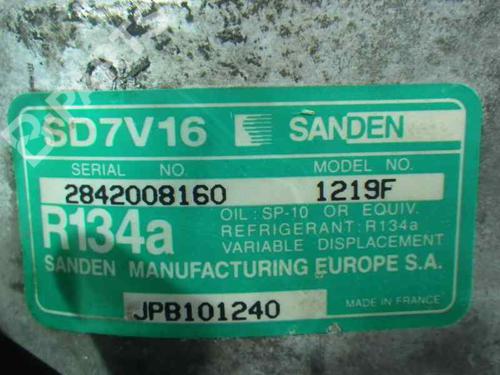 SD7V16 SANDEN
SERIAL NO. MODEL NO.
2842008160 1219F
R134a
OIL : SP-10 OR EQUIV.
REFRIGERANT : R134a
VARIABLE DISPLACEMENT
SANDEN MANUFACTURING EUROPE S.A.
JPB101240
MADE IN FRANCE